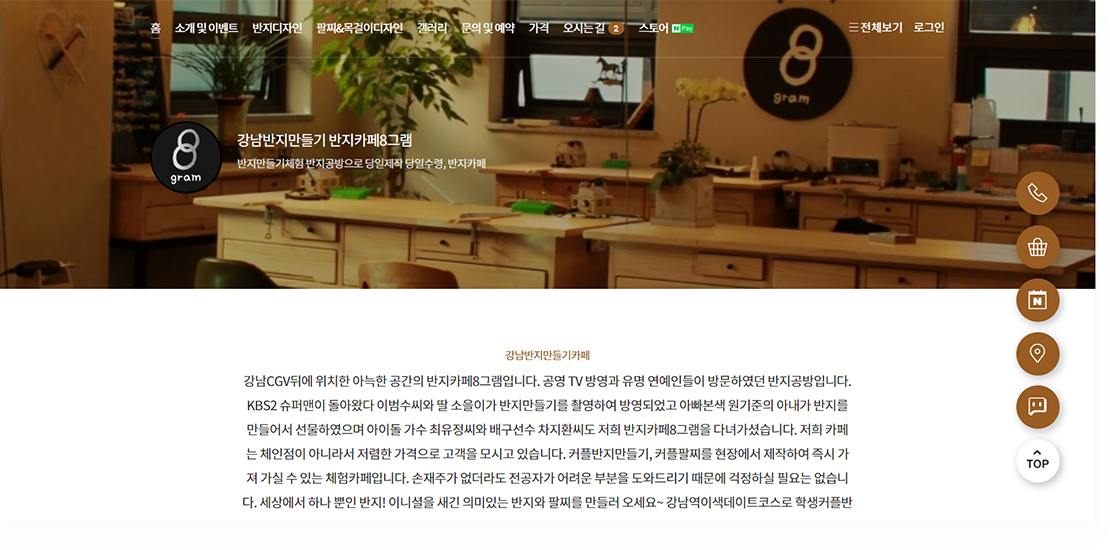 홈 소개 및 이벤트 반지디자인 팔찌&목걸이디자인 갤러리 문의 및 예약 가격 오시는 길 2 스토어 N Pay 전체보기 로그인
8 gram
gram
강남반지만들기 반지카페8그램
반지만들기체험 반지공방으로 당일제작 당일수령, 반지카페
강남반지만들기카페
강남CGV뒤에 위치한 아늑한 공간의 반지카페8그램입니다. 공영 TV 방영과 유명 연예인들이 방문하였던 반지공방입니다.
KBS2 슈퍼맨이 돌아왔다 이범수씨와 딸 소을이가 반지만들기를 촬영하여 방영되었고 아빠본색 원기준의 아내가 반지를
만들어서 선물하였으며 아이돌 가수 최유정씨와 배구선수 차지환씨도 저희 반지카페8그램을 다녀가셨습니다. 저희 카페
는 체인점이 아니라서 저렴한 가격으로 고객을 모시고 있습니다. 커플반지만들기, 커플팔찌를 현장에서 제작하여 즉시 가
져 가실 수 있는 체험카페입니다. 손재주가 없더라도 전공자가 어려운 부분을 도와드리기 때문에 걱정하실 필요는 없습니
다. 세상에서 하나 뿐인 반지! 이니셜을 새긴 의미있는 반지와 팔찌를 만들러 오세요~ 강남역이색데이트코스로 학생커플반
N
TOP